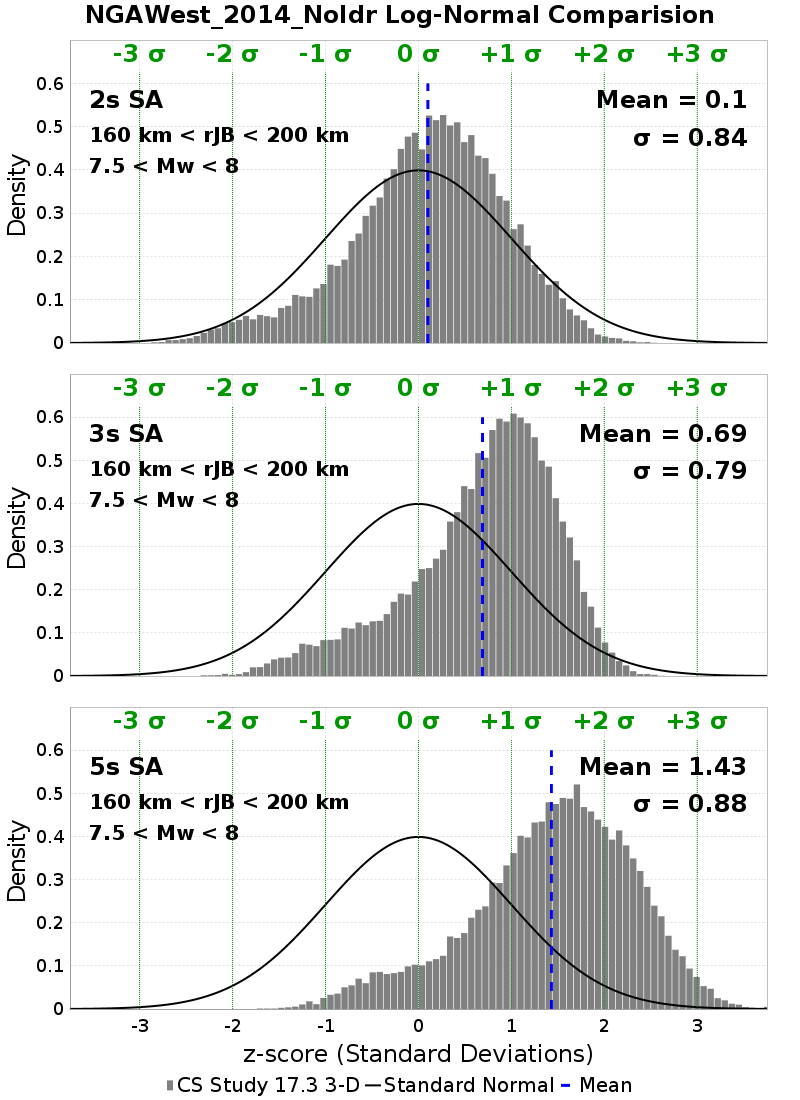 NGAWest_2014_NoIdr Log-Normal Comparision
-3 σ -2 σ -1 σ 0 σ +1 σ +2 σ +3 σ
2s SA
Mean = 0.1
160 km < rJB < 200 km
σ = 0.84
7.5 < Mw < 8
Density
0.6
0.5
0.4
0.3
0.2
0.1
0
-3 σ -2 σ -1 σ 0 σ +1 σ +2 σ +3 σ
3s SA
Mean = 0.69
160 km < rJB < 200 km
σ = 0.79
7.5 < Mw < 8
Density
0.6
0.5
0.4
0.3
0.2
0.1
0
-3 σ -2 σ -1 σ 0 σ +1 σ +2 σ +3 σ
5s SA
Mean = 1.43
160 km < rJB < 200 km
σ = 0.88
7.5 < Mw < 8
Density
0.6
0.5
0.4
0.3
0.2
0.1
0
-3 -2 -1 0 1 2 3
z-score (Standard Deviations)
CS Study 17.3 3-D Standard Normal Mean